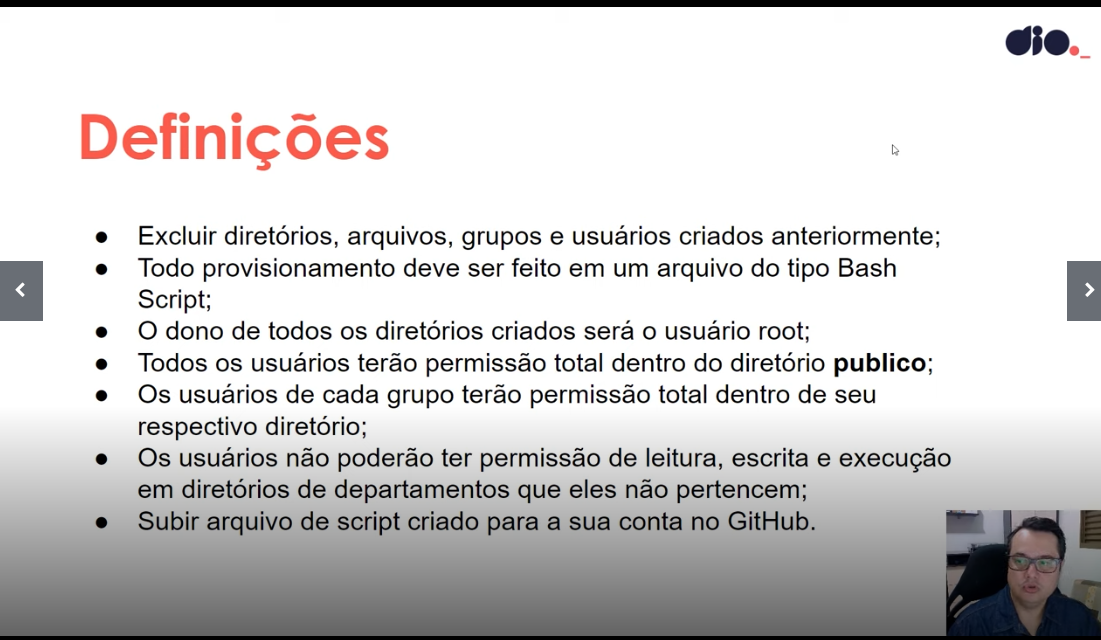 dio._
Definições
● Excluir diretórios, arquivos, grupos e usuários criados anteriormente;
● Todo provisionamento deve ser feito em um arquivo do tipo Bash
Script;
● O dono de todos os diretórios criados será o usuário root;
● Todos os usuários terão permissão total dentro do diretório publico;
● Os usuários de cada grupo terão permissão total dentro de seu
respectivo diretório;
● Os usuários não poderão ter permissão de leitura, escrita e execução
em diretórios de departamentos que eles não pertencem;
● Subir arquivo de script criado para a sua conta no GitHub.